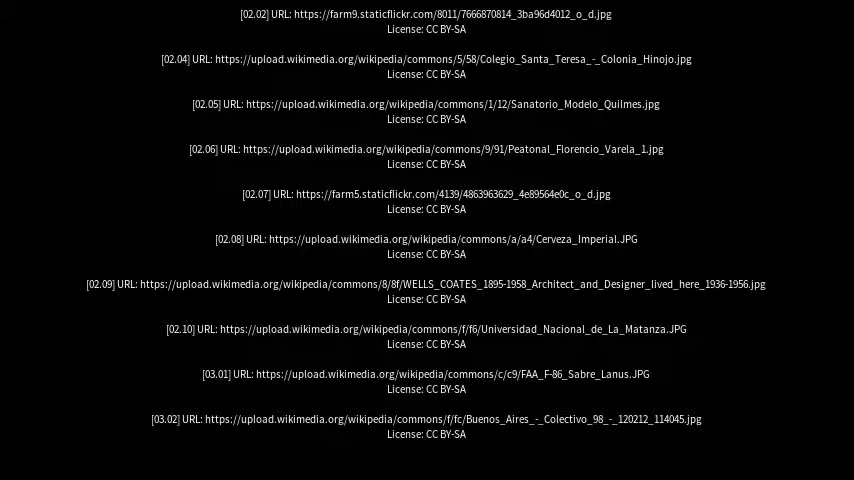 [02.02] URL: https://farm9.staticflickr.com/8011/7666870814_3ba96d4012_o_d.jpg
License: CC BY-SA
[02.04] URL: https://upload.wikimedia.org/wikipedia/commons/5/58/Colegio_Santa_Teresa_-_Colonia_Hinojo.jpg
License: CC BY-SA
[02.05] URL: https://upload.wikimedia.org/wikipedia/commons/1/12/Sanatorio_Modelo_Quilmes.jpg
License: CC BY-SA
[02.06] URL: https://upload.wikimedia.org/wikipedia/commons/9/91/Peatonal_Florencio_Varela_1.jpg
License: CC BY-SA
[02.07] URL: https://farm5.staticflickr.com/4139/4863963629_4e89564e0c_o_d.jpg
License: CC BY-SA
[02.08] URL: https://upload.wikimedia.org/wikipedia/commons/a/a4/Cerveza_Imperial.JPG
License: CC BY-SA
[02.09] URL: https://upload.wikimedia.org/wikipedia/commons/8/8f/WELLS_COATES_1895-1958_Architect_and_Designer_lived_here_1936-1956.jpg
License: CC BY-SA
[02.10] URL: https://upload.wikimedia.org/wikipedia/commons/f/f6/Universidad_Nacional_de_La_Matanza.JPG
License: CC BY-SA
[03.01] URL: https://upload.wikimedia.org/wikipedia/commons/c/c9/FAA_F-86_Sabre_Lanus.JPG
License: CC BY-SA
[03.02] URL: https://upload.wikimedia.org/wikipedia/commons/f/fc/Buenos_Aires_-_Colectivo_98_-_120212_114045.jpg
License: CC BY-SA